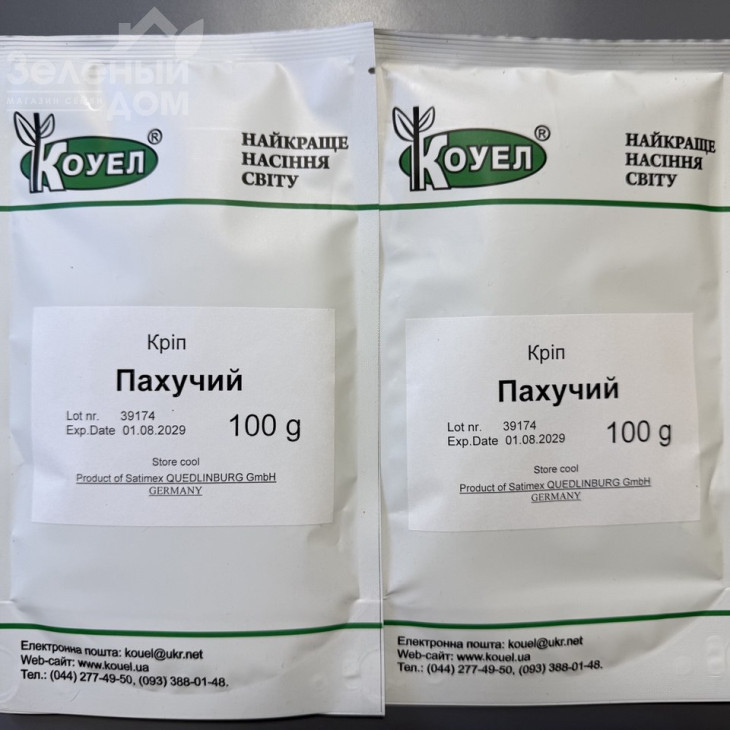 Зеленый
МАГАЗИН СЕМЯН
ДОМ
КОУЕЛ®
НАЙКРАЩЕ
НАСІННЯ
СВІТУ
Кріп
Пахучий
Lot nr. 39174
Exp.Date 01.08.2029
100 g
Store cool
Product of Satimex QUEDLINBURG GmbH
GERMANY
Електронна пошта: kouel@ukr.net
Web-сайт: www.kouel.ua
Тел.: (044) 277-49-50, (093) 388-01-48.
КОУЕЛ®
НАЙКРАЩЕ
НАСІННЯ
СВІТУ
Кріп
Пахучий
Lot nr. 39174
Exp.Date 01.08.2029
100 g
Store cool
Product of Satimex QUEDLINBURG GmbH
GERMANY
Електронна пошта: kouel@ukr.net
Web-сайт: www.kouel.ua
Тел.: (044) 277-49-50, (093) 388-01-48.